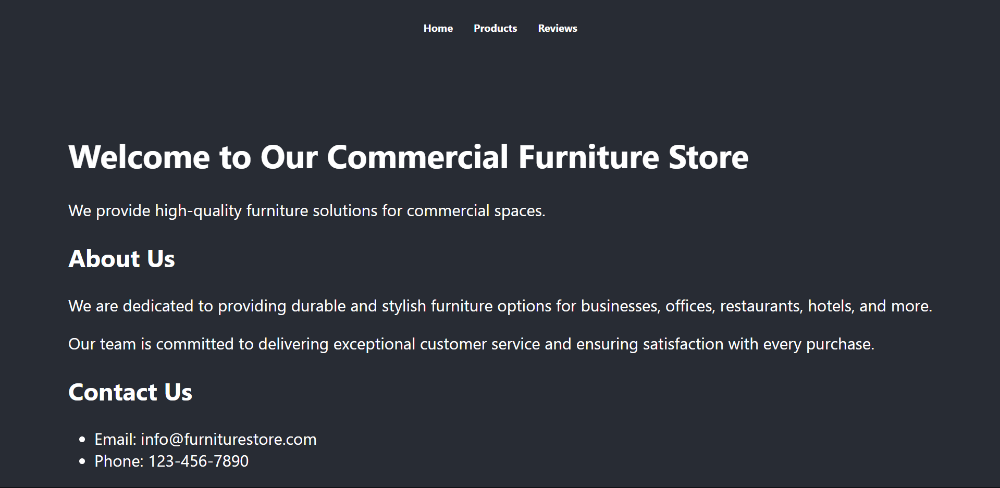 Home Products Reviews
Welcome to Our Commercial Furniture Store
We provide high-quality furniture solutions for commercial spaces.
About Us
We are dedicated to providing durable and stylish furniture options for businesses, offices, restaurants, hotels, and more.
Our team is committed to delivering exceptional customer service and ensuring satisfaction with every purchase.
Contact Us
• Email: info@furniturestore.com
• Phone: 123-456-7890